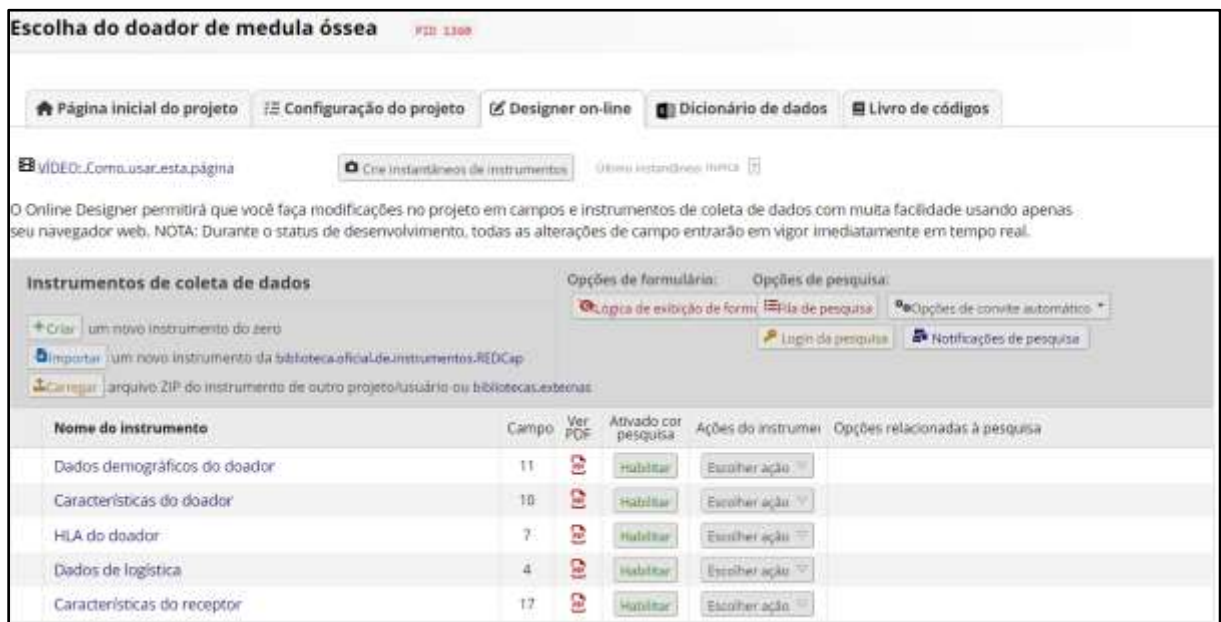 Escolha do doador de medula óssea PID 1360
Página inicial do projeto Configuração do projeto Designer on-line Dicionário de dados Livro de códigos
VÍDEO: Como usar esta página Crie instantâneos de instrumentos Último instantâneo: nunca
O Online Designer permitirá que você faça modificações no projeto em campos e instrumentos de coleta de dados com muita facilidade usando apenas
seu navegador web. NOTA: Durante o status de desenvolvimento, todas as alterações de campo entrarão em vigor imediatamente em tempo real.
Instrumentos de coleta de dados Opções de formulário: Opções de pesquisa:
Lógica de exibição de formu Fila de pesquisa Opções de convite automático
+ Criar um novo instrumento do zero Login da pesquisa Notificações de pesquisa
Importar um novo instrumento da biblioteca oficial de instrumentos REDCap
Carregar arquivo ZIP do instrumento de outro projeto/usuário ou bibliotecas externas
Nome do instrumento Campo Ver PDF Ativado cor pesquisa Ações do instrumei Opções relacionadas à pesquisa
Dados demográficos do doador 11 Habilitar Escolher ação
Características do doador 10 Habilitar Escolher ação
HLA do doador 7 Habilitar Escolher ação
Dados de logística 4 Habilitar Escolher ação
Características do receptor 17 Habilitar Escolher ação